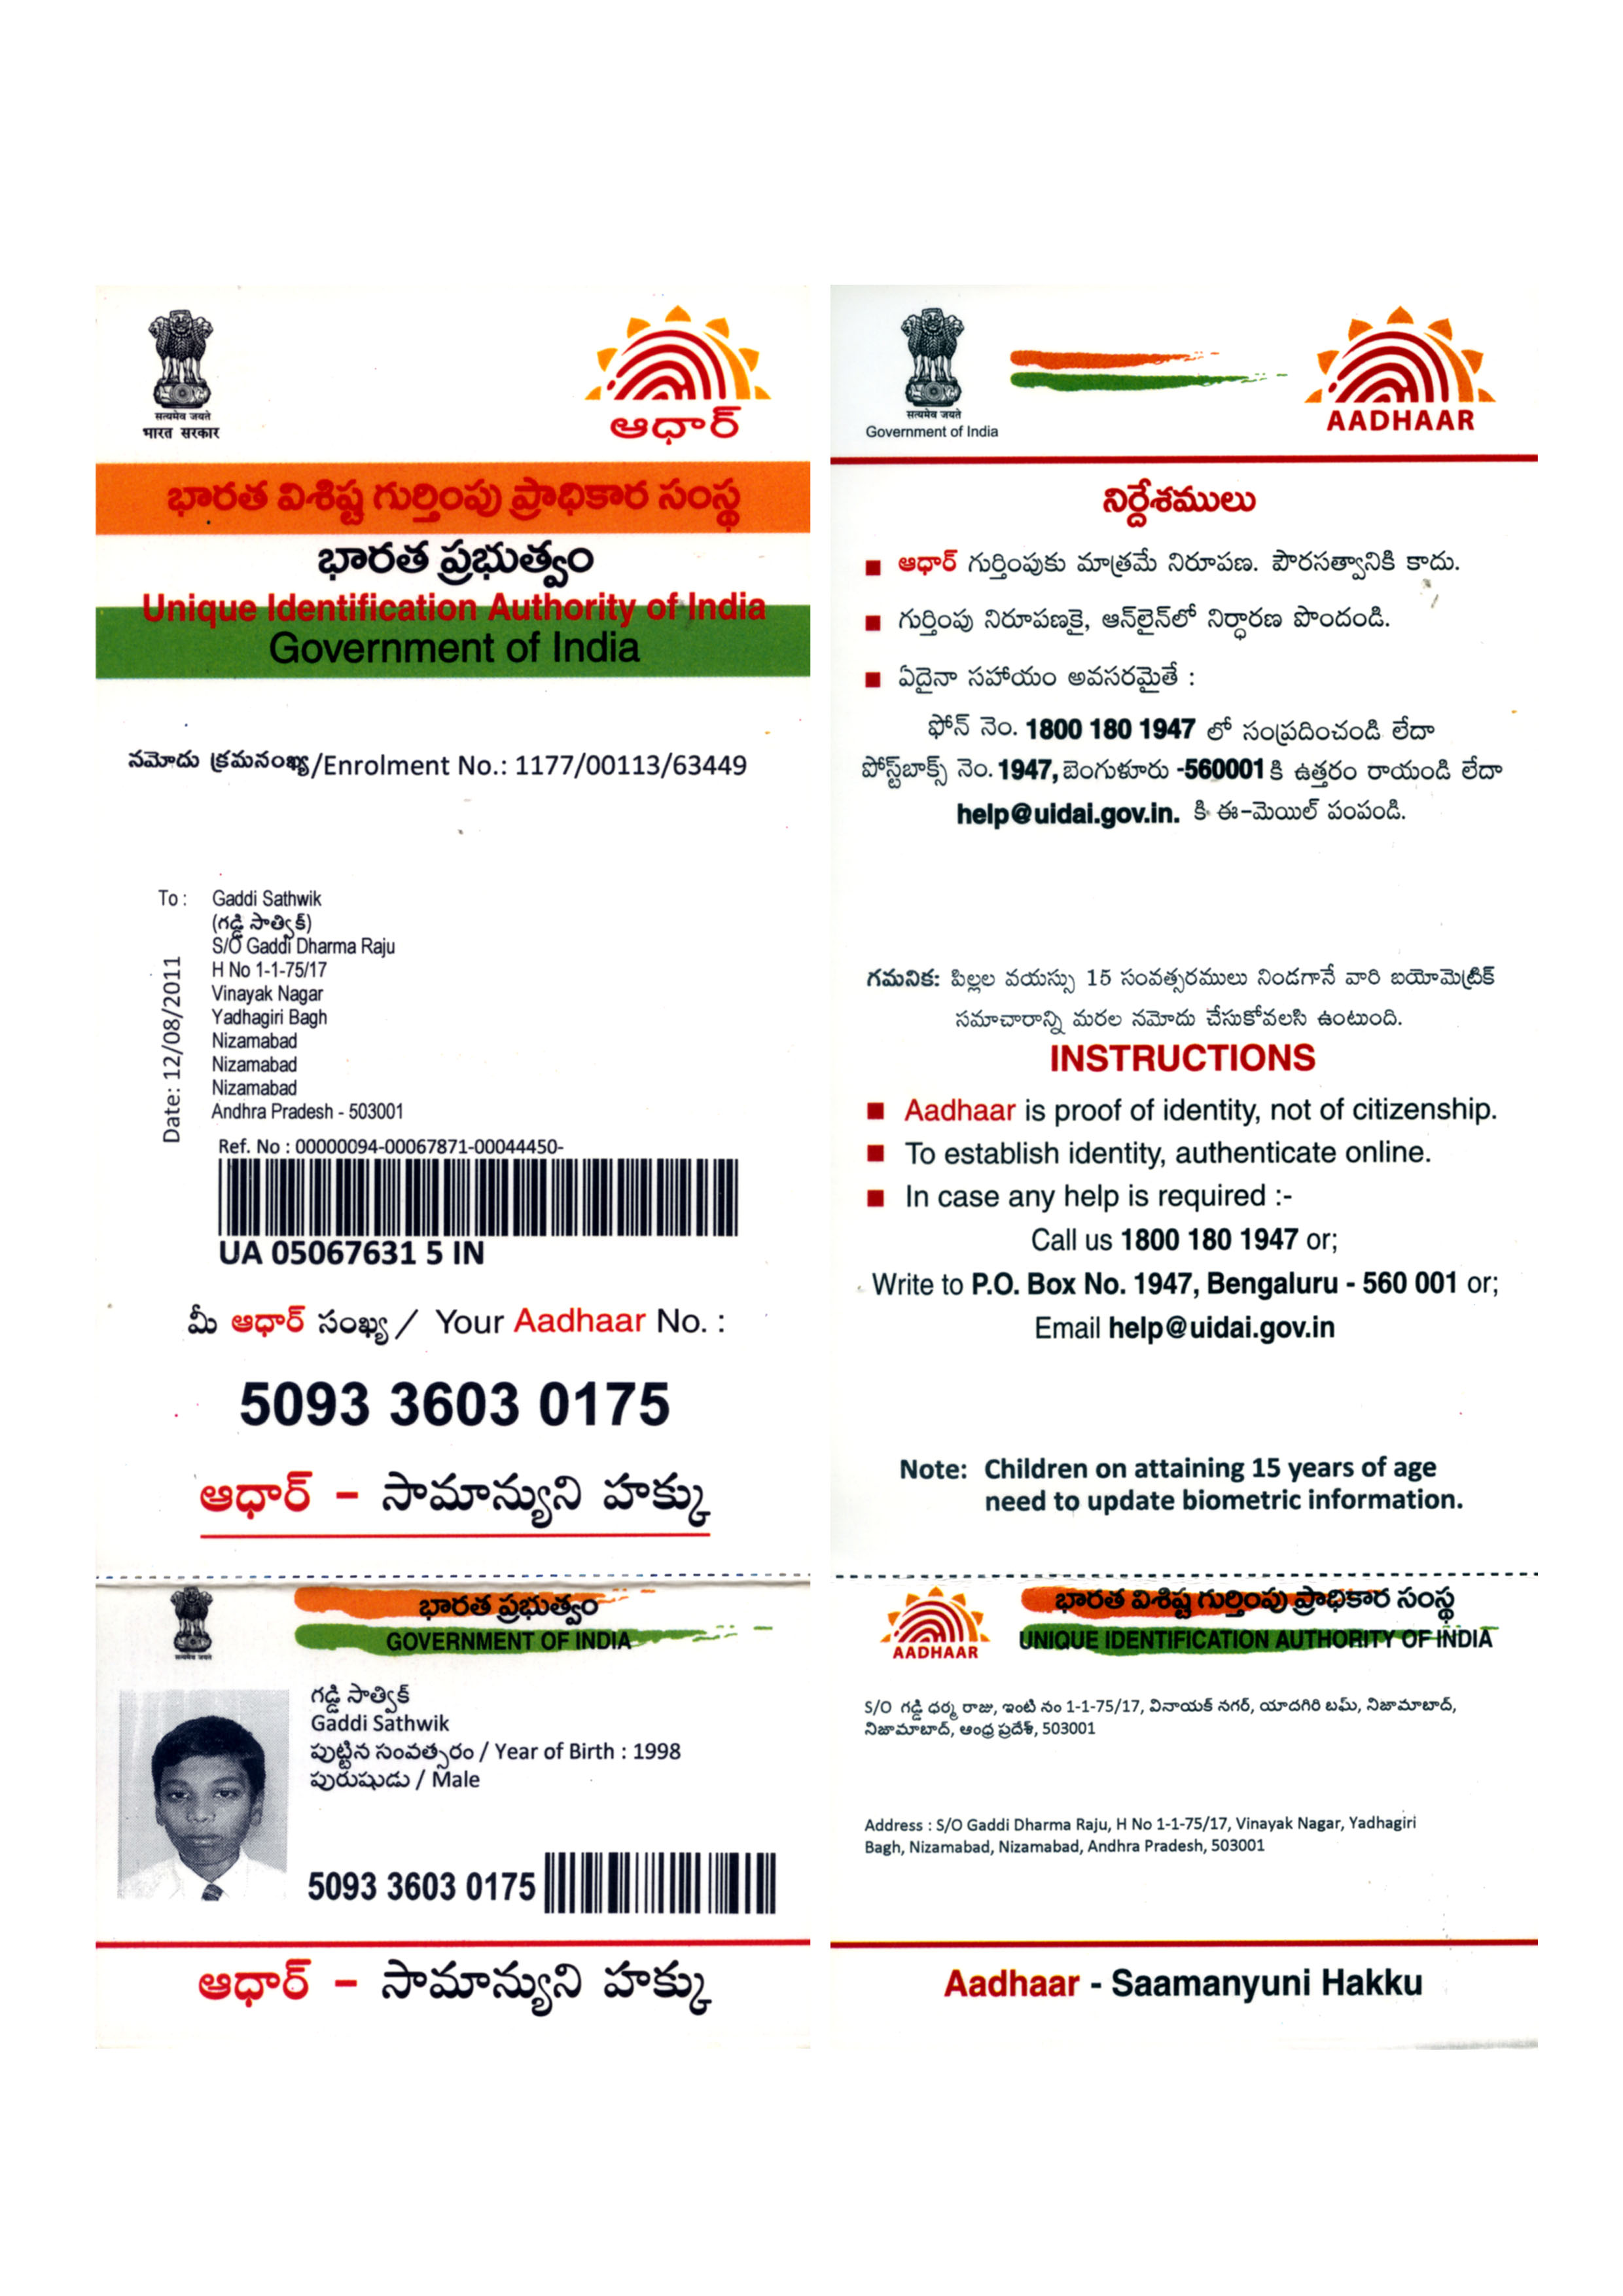 सत्यमेव जयते
भारत सरकार
ఆధార్
భారత విశిష్ట గుర్తింపు ప్రాధికార సంస్థ
భారత ప్రభుత్వం
Unique Identification Authority of India
Government of India
నమోదు క్రమసంఖ్య/Enrolment No.: 1177/00113/63449
To : Gaddi Sathwik
(గడ్డి సాత్విక్)
S/O Gaddi Dharma Raju
H No 1-1-75/17
Vinayak Nagar
Yadhagiri Bagh
Nizamabad
Nizamabad
Nizamabad
Andhra Pradesh - 503001
Date: 12/08/2011
Ref. No : 00000094-00067871-00044450-
UA 05067631 5 IN
మీ ఆధార్ సంఖ్య / Your Aadhaar No. :
5093 3603 0175
ఆధార్ - సామాన్యుని హక్కు
భారత ప్రభుత్వం
GOVERNMENT OF INDIA
గడ్డి సాత్విక్
Gaddi Sathwik
పుట్టిన సంవత్సరం / Year of Birth : 1998
పురుషుడు / Male
5093 3603 0175
ఆధార్ - సామాన్యుని హక్కు
सत्यमेव जयते
Government of India
AADHAAR
నిర్దేశములు
ఆధార్ గుర్తింపుకు మాత్రమే నిరూపణ. పౌరసత్వానికి కాదు.
గుర్తింపు నిరూపణకై, ఆన్‌లైన్‌లో నిర్ధారణ పొందండి.
ఏదైనా సహాయం అవసరమైతే :
ఫోన్ నెం. 1800 180 1947 లో సంప్రదించండి లేదా
పోస్ట్‌బాక్స్ నెం. 1947, బెంగుళూరు -560001 కి ఉత్తరం రాయండి లేదా
help@uidai.gov.in. కి ఈ-మెయిల్ పంపండి.
గమనిక: పిల్లల వయస్సు 15 సంవత్సరములు నిండగానే వారి బయోమెట్రిక్
సమాచారాన్ని మరల నమోదు చేసుకోవలసి ఉంటుంది.
INSTRUCTIONS
Aadhaar is proof of identity, not of citizenship.
To establish identity, authenticate online.
In case any help is required :-
Call us 1800 180 1947 or;
Write to P.O. Box No. 1947, Bengaluru - 560 001 or;
Email help@uidai.gov.in
Note: Children on attaining 15 years of age
need to update biometric information.
AADHAAR
భారత విశిష్ట గుర్తింపు ప్రాధికార సంస్థ
UNIQUE IDENTIFICATION AUTHORITY OF INDIA
S/O గడ్డి ధర్మ రాజు, ఇంటి నం 1-1-75/17, వినాయక్ నగర్, యాదగిరి బఘ్, నిజామాబాద్,
నిజామాబాద్, ఆంధ్ర ప్రదేశ్, 503001
Address : S/O Gaddi Dharma Raju, H No 1-1-75/17, Vinayak Nagar, Yadhagiri
Bagh, Nizamabad, Nizamabad, Andhra Pradesh, 503001
Aadhaar - Saamanyuni Hakku